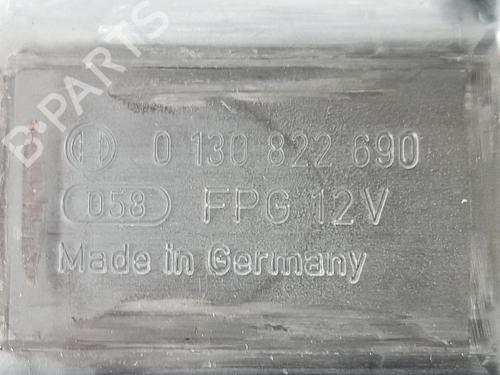 B-PARTS
0 130 822 690
058 FPG 12V
Made in Germany